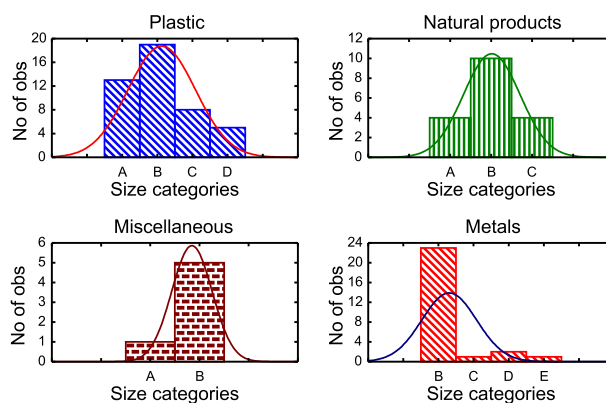 Plastic
No of obs
20
16
12
8
4
0
A B C D
Size categories
Natural products
No of obs
12
10
8
6
4
2
0
A B C
Size categories
Miscellaneous
No of obs
6
5
4
3
2
1
0
A B
Size categories
Metals
No of obs
24
20
16
12
8
4
0
B C D E
Size categories